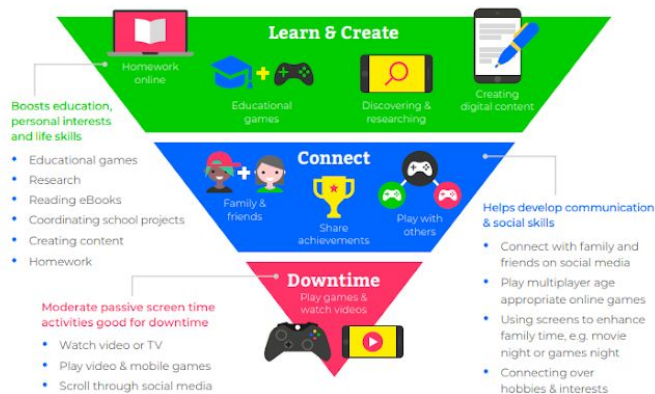 Learn & Create
Homework
online
Educational
games
Discovering &
researching
Creating
digital content
Boosts education,
personal interests
and life skills
• Educational games
• Research
• Reading eBooks
• Coordinating school projects
• Creating content
• Homework
Connect
Family &
friends
Share
achievements
Play with
others
Helps develop communication
& social skills
• Connect with family and
friends on social media
• Play multiplayer age
appropriate online games
• Using screens to enhance
family time, e.g. movie
night or games night
• Connecting over
hobbies & interests
Downtime
Play games &
watch videos
Moderate passive screen time
activities good for downtime
• Watch video or TV
• Play video & mobile games
• Scroll through social media